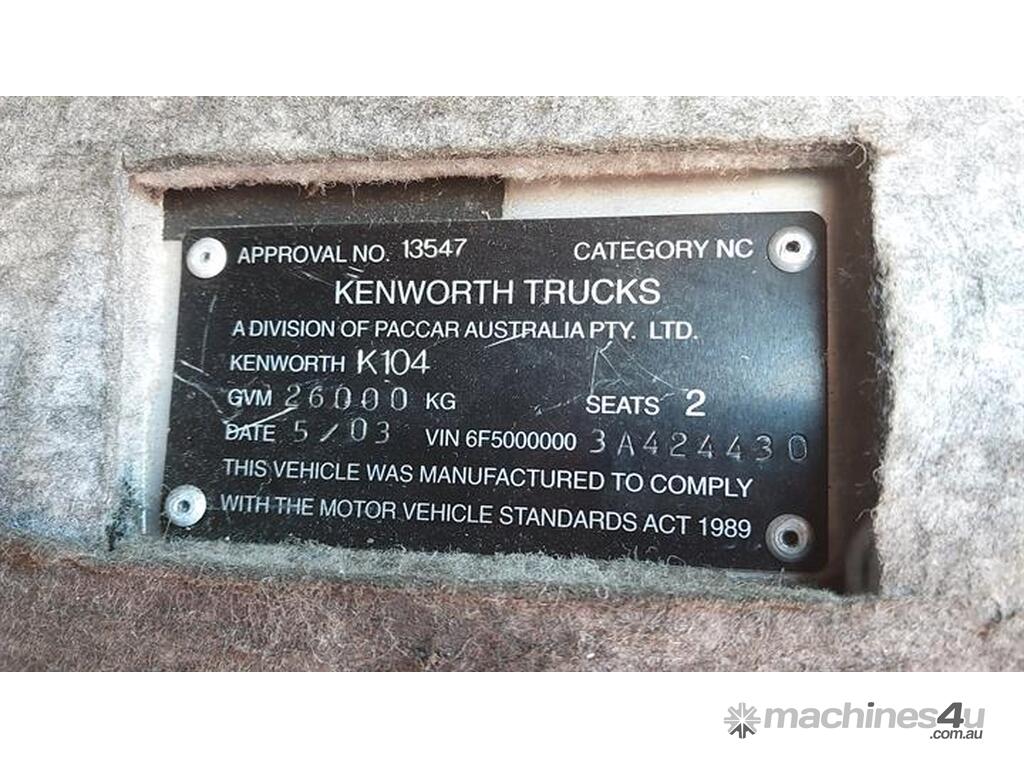 APPROVAL NO. 13547 CATEGORY NC
KENWORTH TRUCKS
A DIVISION OF PACCAR AUSTRALIA PTY. LTD.
KENWORTH K104
GVM 26000 KG SEATS 2
DATE 5/03 VIN 6F5000000 3A424430
THIS VEHICLE WAS MANUFACTURED TO COMPLY
WITH THE MOTOR VEHICLE STANDARDS ACT 1989
machines4u
.com.au